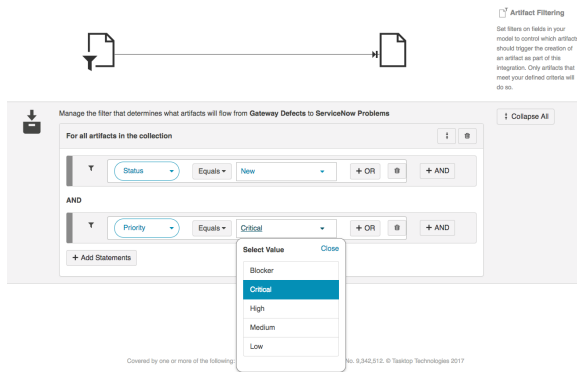 Artifact Filtering
Set filters on fields in your
model to control which artifacts
should trigger the creation of
an artifact as part of this
integration. Only artifacts that
meet your defined criteria will
do so.
Manage the filter that determines what artifacts will flow from Gateway Defects to ServiceNow Problems
Collapse All
For all artifacts in the collection
Status Equals New + OR + AND
AND
Priority Equals Critical + OR + AND
+ Add Statements
Select Value Close
Blocker
Critical
High
Medium
Low
Covered by one or more of the following: No. 9,342,512. © Tasktop Technologies 2017